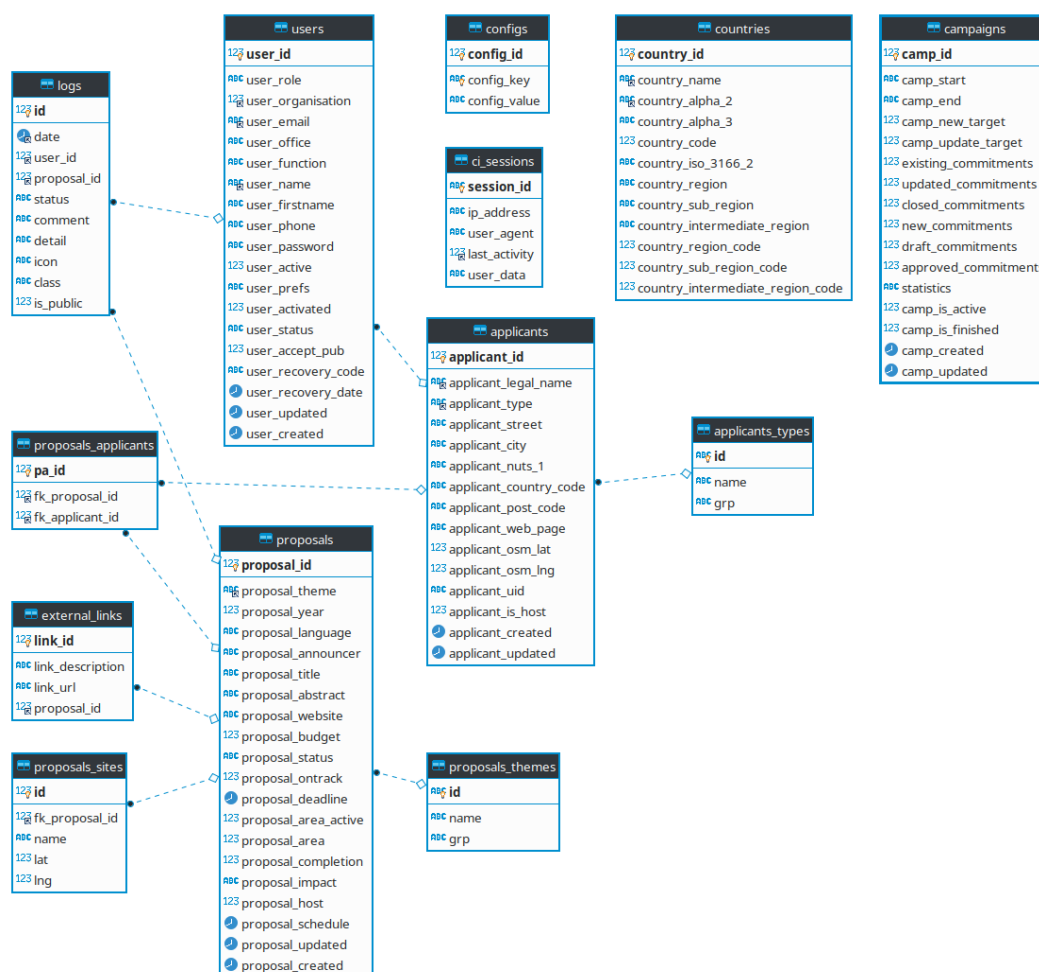 users
user_id
user_role
user_organisation
user_email
user_office
user_function
user_name
user_firstname
user_phone
user_password
user_active
user_prefs
user_activated
user_status
user_accept_pub
user_recovery_code
user_recovery_date
user_updated
user_created
configs
config_id
config_key
config_value
countries
country_id
country_name
country_alpha_2
country_alpha_3
country_code
country_iso_3166_2
country_region
country_sub_region
country_intermediate_region
country_region_code
country_sub_region_code
country_intermediate_region_code
campaigns
camp_id
camp_start
camp_end
camp_new_target
camp_update_target
existing_commitments
updated_commitments
closed_commitments
new_commitments
draft_commitments
approved_commitment
statistics
camp_is_active
camp_is_finished
camp_created
camp_updated
logs
id
date
user_id
proposal_id
status
comment
detail
icon
class
is_public
ci_sessions
session_id
ip_address
user_agent
last_activity
user_data
applicants
applicant_id
applicant_legal_name
applicant_type
applicant_street
applicant_city
applicant_nuts_1
applicant_country_code
applicant_post_code
applicant_web_page
applicant_osm_lat
applicant_osm_lng
applicant_uid
applicant_is_host
applicant_created
applicant_updated
applicants_types
id
name
grp
proposals_applicants
pa_id
fk_proposal_id
fk_applicant_id
proposals
proposal_id
proposal_theme
proposal_year
proposal_language
proposal_announcer
proposal_title
proposal_abstract
proposal_website
proposal_budget
proposal_status
proposal_ontrack
proposal_deadline
proposal_area_active
proposal_area
proposal_completion
proposal_impact
proposal_host
proposal_schedule
proposal_updated
proposal_created
external_links
link_id
link_description
link_url
proposal_id
proposals_sites
id
fk_proposal_id
name
lat
lng
proposals_themes
id
name
grp